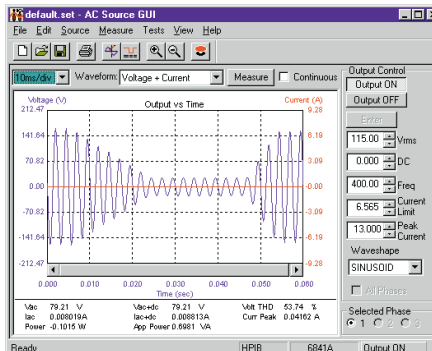 default.set - AC Source GUI
File Edit Source Measure Tests View Help
10ms/div Waveform: Voltage + Current Measure Continuous
Output Control
Output ON
Output OFF
Enter
115.00 Vrms
0.000 DC
400.00 Freq
6.565 Current Limit
13.000 Peak Current
Waveshape
SINUSOID
All Phases
Selected Phase
1 2 3
Voltage (V) Output vs Time Current (A)
212.47 9.28
141.64 6.19
70.82 3.09
0.00 -0.00
-70.82 -3.09
-141.64 -6.19
-212.47 -9.28
0.000 0.010 0.020 0.030 0.040 0.050 0.060
Time (sec)
Vac 79.21 V Vac+dc 79.21 V Volt THD 53.74 %
Iac 0.008019A Iac+dc 0.008813A Curr Peak 0.04162 A
Power -0.1015 W App Power 0.6981 VA
Ready HPIB 6841A Output ON